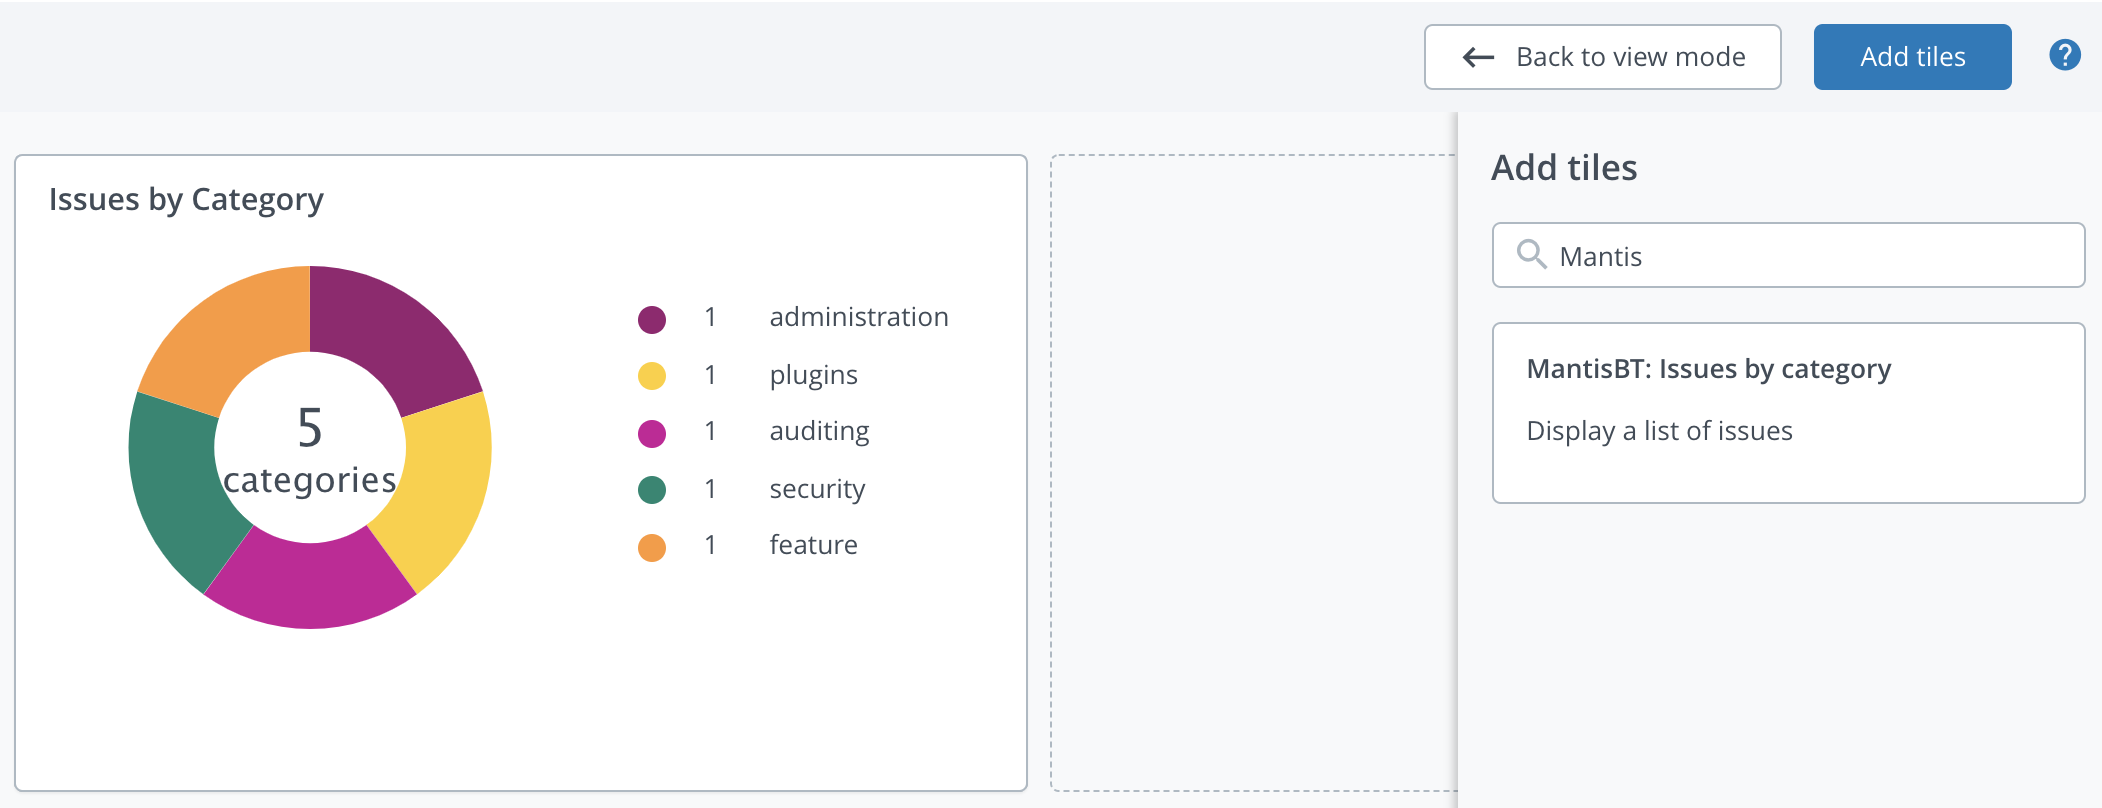 Back to view mode
Add tiles
?
Issues by Category
5
categories
1 administration
1 plugins
1 auditing
1 security
1 feature
Add tiles
Mantis
MantisBT: Issues by category
Display a list of issues